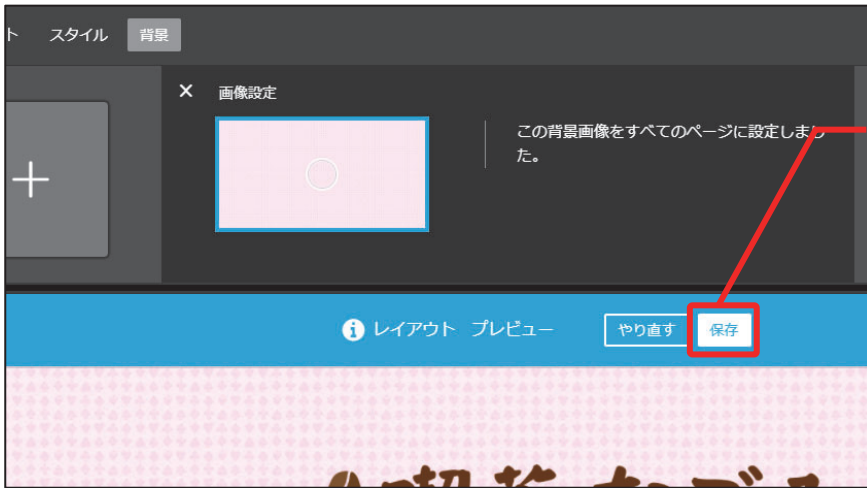 ト スタイル 背景
× 画像設定
この背景画像をすべてのページに設定しまし
た。
レイアウト プレビュー やり直す 保存